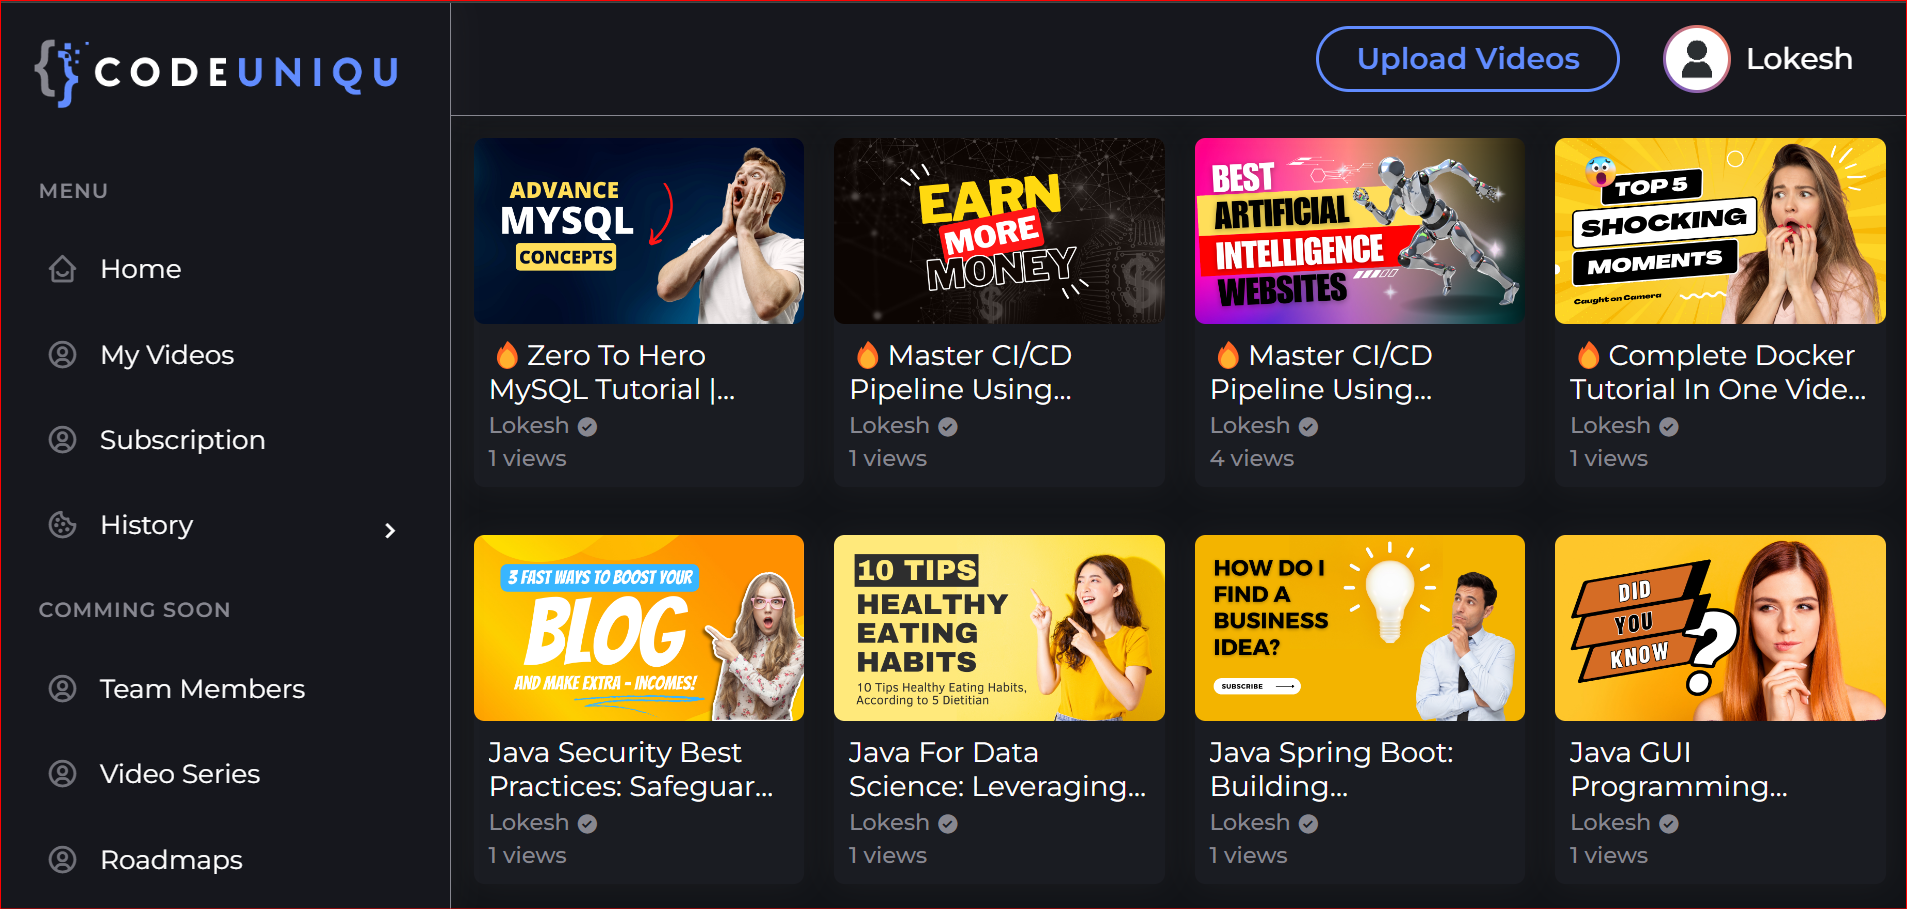 CODEUNIQU
Upload Videos
Lokesh
MENU
Home
My Videos
Subscription
History
COMMING SOON
Team Members
Video Series
Roadmaps
ADVANCE
MYSQL
CONCEPTS
🔥 Zero To Hero
MySQL Tutorial |...
Lokesh
1 views
EARN
MORE
MONEY
🔥 Master CI/CD
Pipeline Using...
Lokesh
1 views
BEST
ARTIFICIAL
INTELLIGENCE
WEBSITES
🔥 Master CI/CD
Pipeline Using...
Lokesh
4 views
TOP 5
SHOCKING
MOMENTS
Caught on Camera
🔥 Complete Docker
Tutorial In One Vide...
Lokesh
1 views
3 FAST WAYS TO BOOST YOUR
BLOG
AND MAKE EXTRA - INCOMES!
Java Security Best
Practices: Safeguar...
Lokesh
1 views
10 TIPS
HEALTHY
EATING
HABITS
10 Tips Healthy Eating Habits,
According to 5 Dietitian
Java For Data
Science: Leveraging...
Lokesh
1 views
HOW DO I
FIND A
BUSINESS
IDEA?
SUBSCRIBE
Java Spring Boot:
Building...
Lokesh
1 views
DID
YOU
KNOW
?
Java GUI
Programming...
Lokesh
1 views